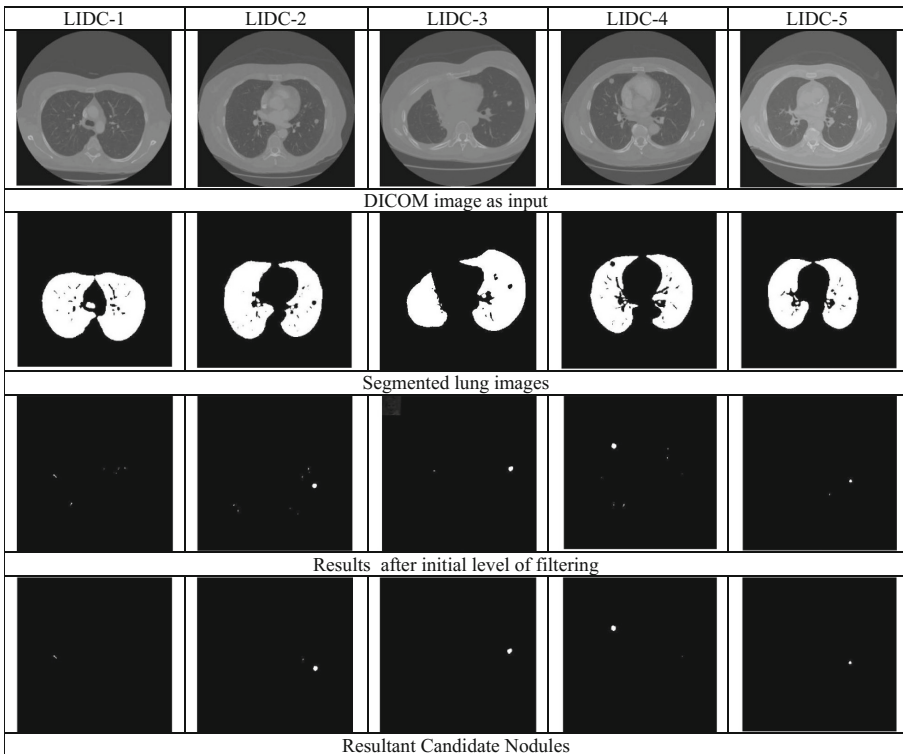 LIDC-1 LIDC-2 LIDC-3 LIDC-4 LIDC-5
DICOM image as input
Segmented lung images
Results after initial level of filtering
Resultant Candidate Nodules